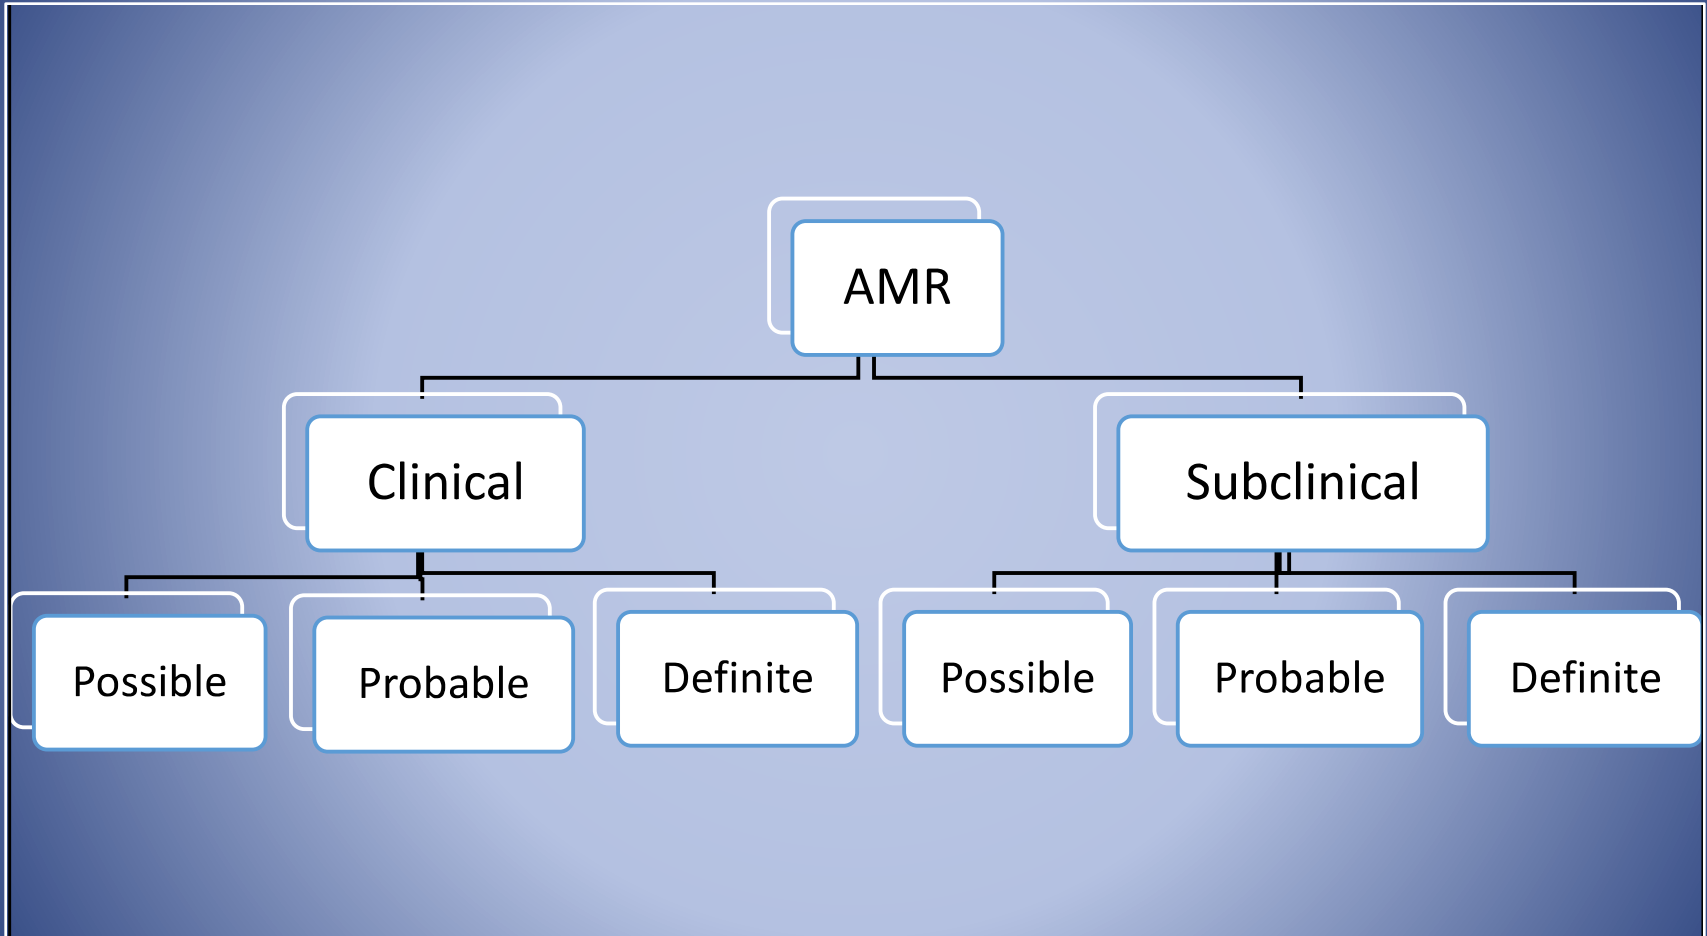 AMR
Clinical
Subclinical
Possible
Probable
Definite
Possible
Probable
Definite